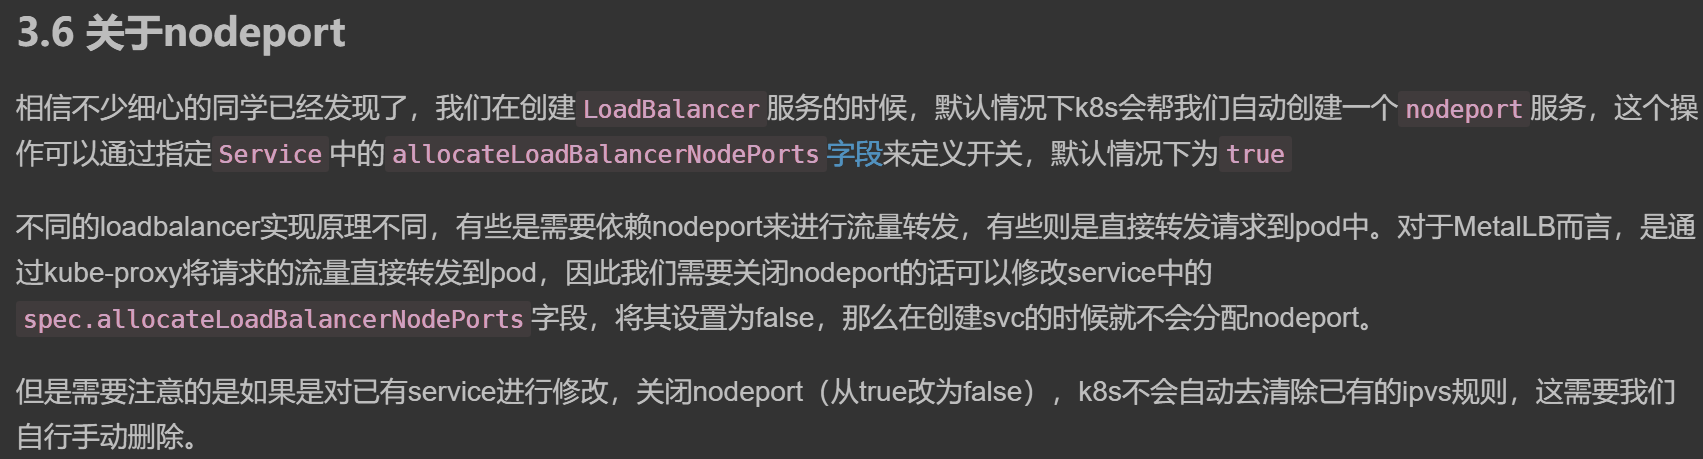 3.6 关于nodeport
相信不少细心的同学已经发现了，我们在创建LoadBalancer服务的时候，默认情况下k8s会帮我们自动创建一个nodeport服务，这个操
作可以通过指定Service中的allocateLoadBalancerNodePorts字段来定义开关，默认情况下为true
不同的loadbalancer实现原理不同，有些是需要依赖nodeport来进行流量转发，有些则是直接转发请求到pod中。对于MetalLB而言，是通
过kube-proxy将请求的流量直接转发到pod，因此我们需要关闭nodeport的话可以修改service中的
spec.allocateLoadBalancerNodePorts字段，将其设置为false，那么在创建svc的时候就不会分配nodeport。
但是需要注意的是如果是对已有service进行修改，关闭nodeport（从true改为false），k8s不会自动去清除已有的ipvs规则，这需要我们
自行手动删除。